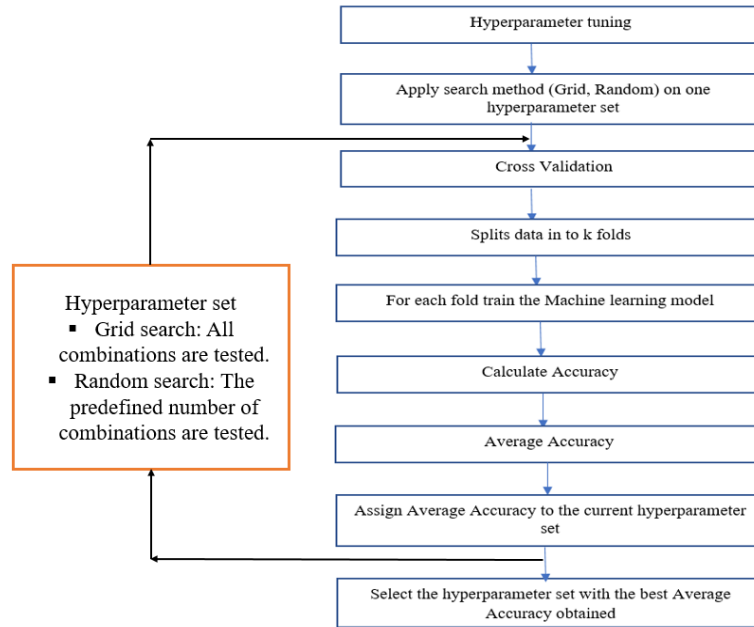 Hyperparameter tuning
Apply search method (Grid, Random) on one
hyperparameter set
Cross Validation
Splits data in to k folds
For each fold train the Machine learning model
Calculate Accuracy
Average Accuracy
Assign Average Accuracy to the current hyperparameter
set
Select the hyperparameter set with the best Average
Accuracy obtained
Hyperparameter set
▪ Grid search: All
combinations are tested.
▪ Random search: The
predefined number of
combinations are tested.